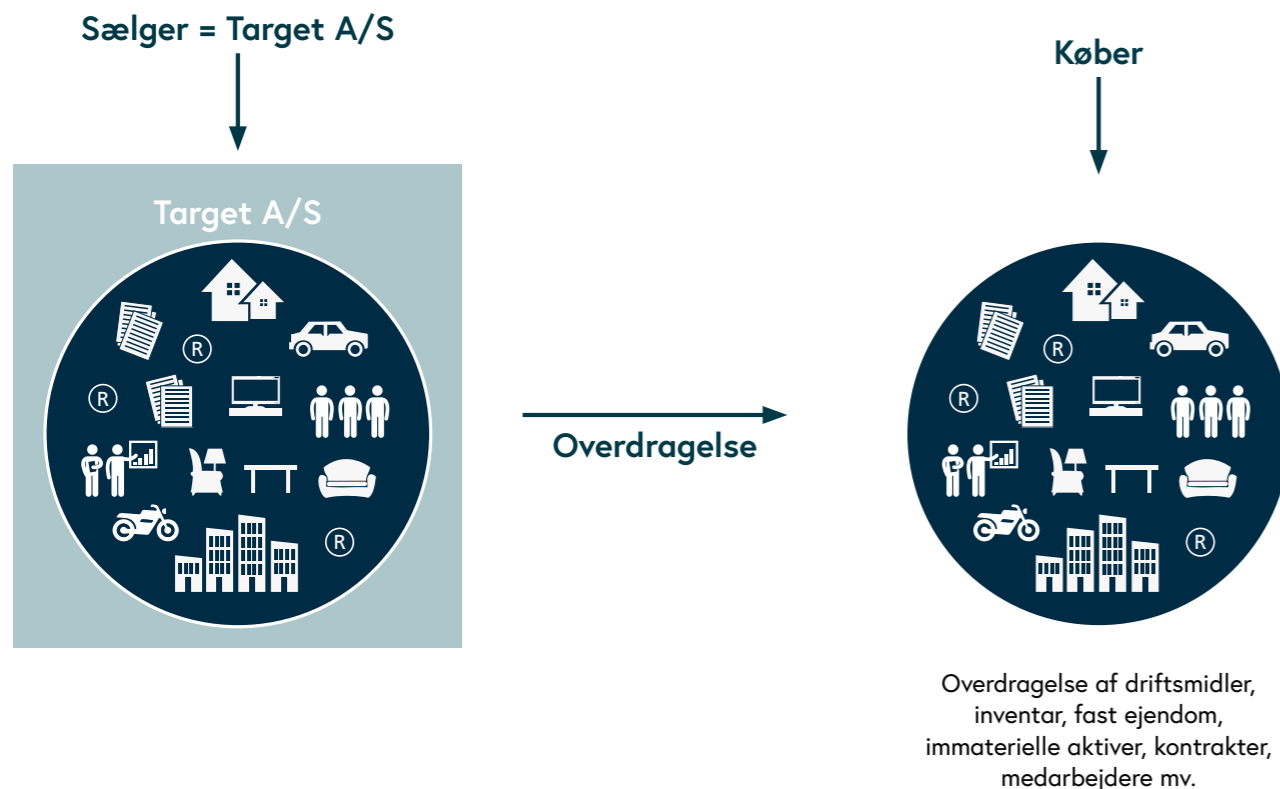 Sælger = Target A/S
Køber
Target A/S
R
R
R
Overdragelse
R
R
R
Overdragelse af driftsmidler,
inventar, fast ejendom,
immaterielle aktiver, kontrakter,
medarbejdere mv.